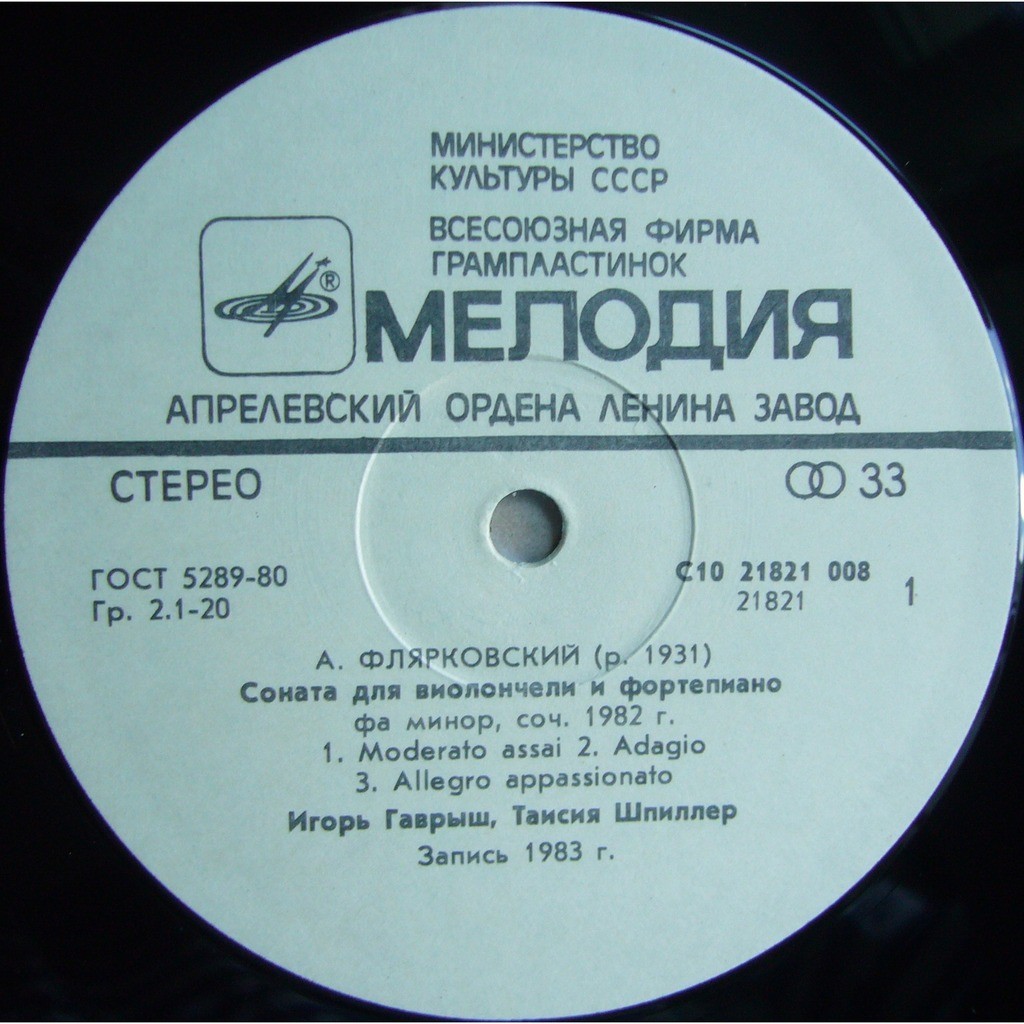 МИНИСТЕРСТВО
КУЛЬТУРЫ СССР
ВСЕСОЮЗНАЯ ФИРМА
ГРАМПЛАСТИНОК
®
МЕЛОДИЯ
АПРЕЛЕВСКИЙ ОРДЕНА ЛЕНИНА ЗАВОД
СТЕРЕО
33
ГОСТ 5289-80
Гр. 2.1-20
С10 21821 008
21821
1
А. ФЛЯРКОВСКИЙ (р. 1931)
Соната для виолончели и фортепиано
фа минор, соч. 1982 г.
1. Moderato assai 2. Adagio
3. Allegro appassionato
Игорь Гаврыш, Таисия Шпиллер
Запись 1983 г.